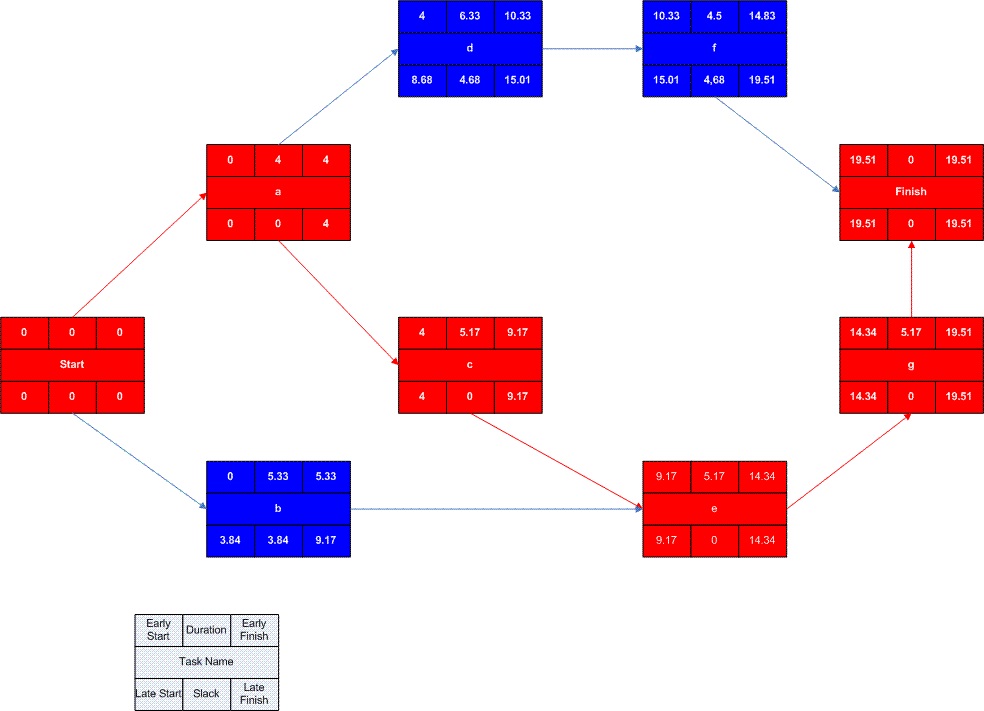 4 6.33 10.33
d
8.68 4.68 15.01
10.33 4.5 14.83
f
15.01 4,68 19.51
0 4 4
a
0 0 4
19.51 0 19.51
Finish
19.51 0 19.51
0 0 0
Start
0 0 0
4 5.17 9.17
c
4 0 9.17
14.34 5.17 19.51
g
14.34 0 19.51
0 5.33 5.33
b
3.84 3.84 9.17
9.17 5.17 14.34
e
9.17 0 14.34
Early Start
Duration
Early Finish
Task Name
Late Start
Slack
Late Finish